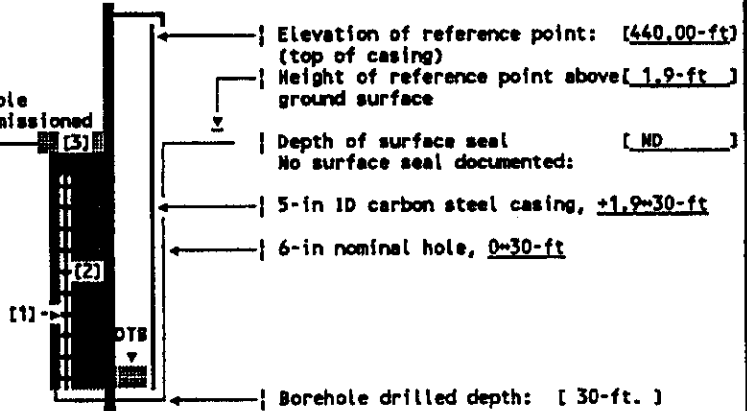 Elevation of reference point: [440.00-ft]
(top of casing)
Height of reference point above[ 1.9-ft ]
ground surface
ole
missioned
[3]
Depth of surface seal [ ND ]
No surface seal documented:
5-in ID carbon steel casing, +1.9↔30-ft
6-in nominal hole, 0↔30-ft
[2]
[1]
DTB
Borehole drilled depth: [ 30-ft. ]